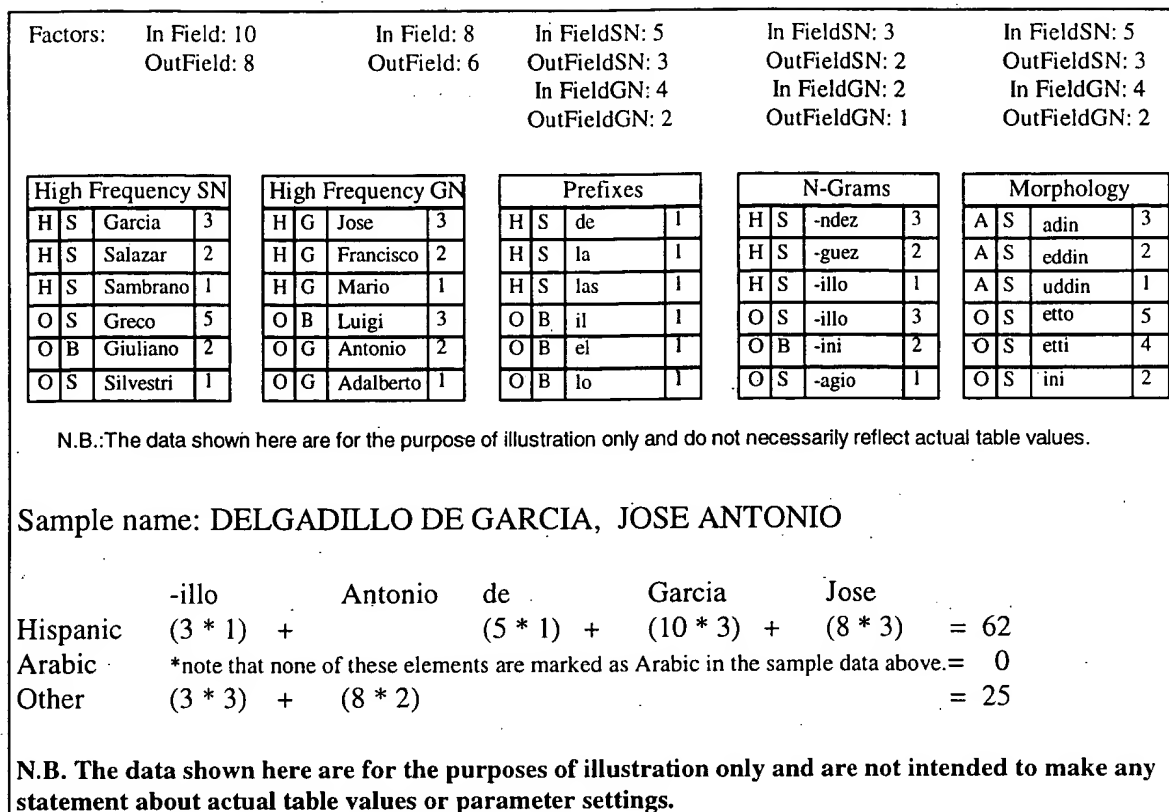 Factors: In Field: 10 In Field: 8 In FieldSN: 5 In FieldSN: 3 In FieldSN: 5
OutField: 8 OutField: 6 OutFieldSN: 3 OutFieldSN: 2 OutFieldSN: 3
In FieldGN: 4 In FieldGN: 2 In FieldGN: 4
OutFieldGN: 2 OutFieldGN: 1 OutFieldGN: 2
High Frequency SN High Frequency GN Prefixes N-Grams Morphology
H S Garcia 3 H G Jose 3 H S de 1 H S -ndez 3 A S adin 3
H S Salazar 2 H G Francisco 2 H S la 1 H S -guez 2 A S eddin 2
H S Sambrano 1 H G Mario 1 H S las 1 H S -illo 1 A S uddin 1
O S Greco 5 O B Luigi 3 O B il 1 O S -illo 3 O S etto 5
O B Giuliano 2 O G Antonio 2 O B el 1 O B -ini 2 O S etti 4
O S Silvestri 1 O G Adalberto 1 O B lo 1 O S -agio 1 O S ini 2
N.B.:The data shown here are for the purpose of illustration only and do not necessarily reflect actual table values.
Sample name: DELGADILLO DE GARCIA, JOSE ANTONIO
-illo Antonio de Garcia Jose
Hispanic (3 * 1) + (5 * 1) + (10 * 3) + (8 * 3) = 62
Arabic *note that none of these elements are marked as Arabic in the sample data above.= 0
Other (3 * 3) + (8 * 2) = 25
N.B. The data shown here are for the purposes of illustration only and are not intended to make any
statement about actual table values or parameter settings.